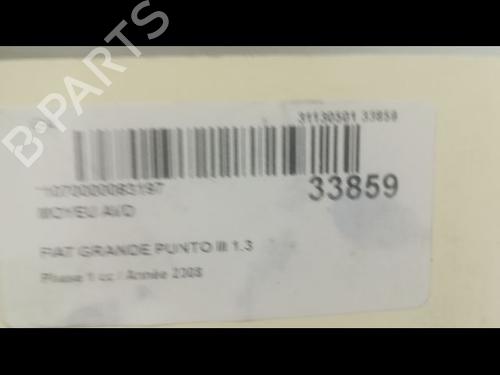 31130501 33859
*1070000083197
33859
MOYEU AVD
FIAT GRANDE PUNTO III 1.3
Phase 1 cc / Année 2008
B-PARTS